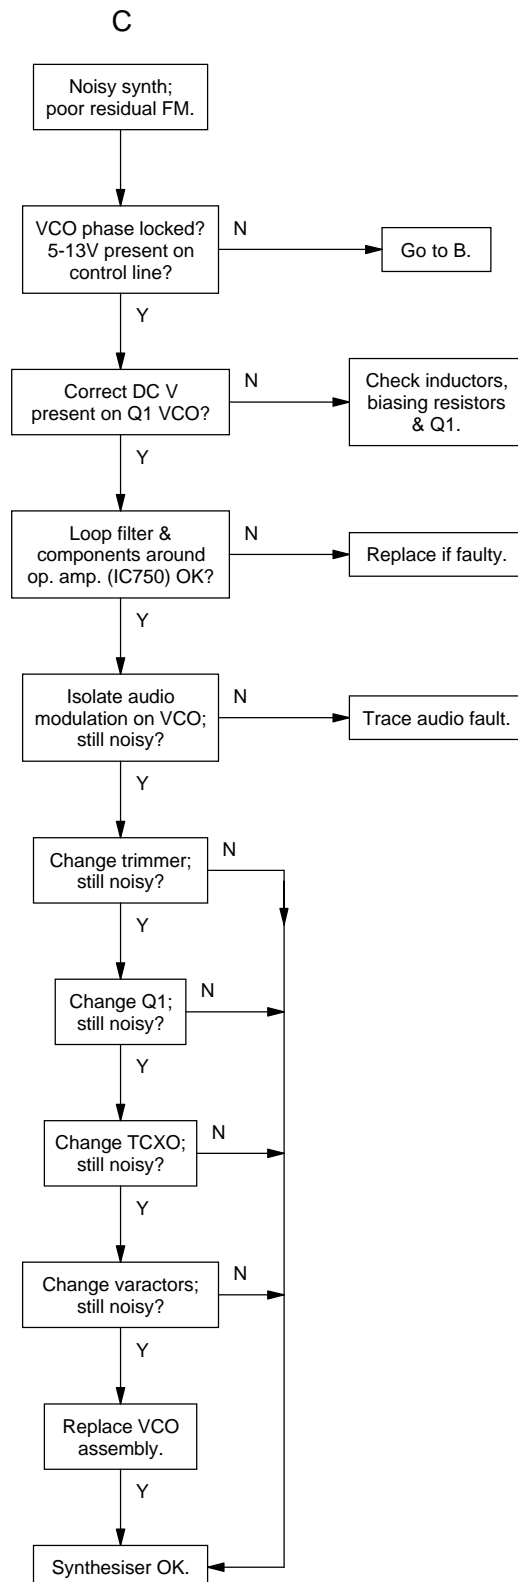 C
Noisy synth;
poor residual FM.
VCO phase locked?
5-13V present on
control line?
N
Go to B.
Y
Correct DC V
present on Q1 VCO?
N
Check inductors,
biasing resistors
& Q1.
Y
Loop filter &
components around
op. amp. (IC750) OK?
N
Replace if faulty.
Y
Isolate audio
modulation on VCO;
still noisy?
N
Trace audio fault.
Y
Change trimmer;
still noisy?
N
Y
Change Q1;
still noisy?
N
Y
Change TCXO;
still noisy?
N
Y
Change varactors;
still noisy?
N
Y
Replace VCO
assembly.
Y
Synthesiser OK.